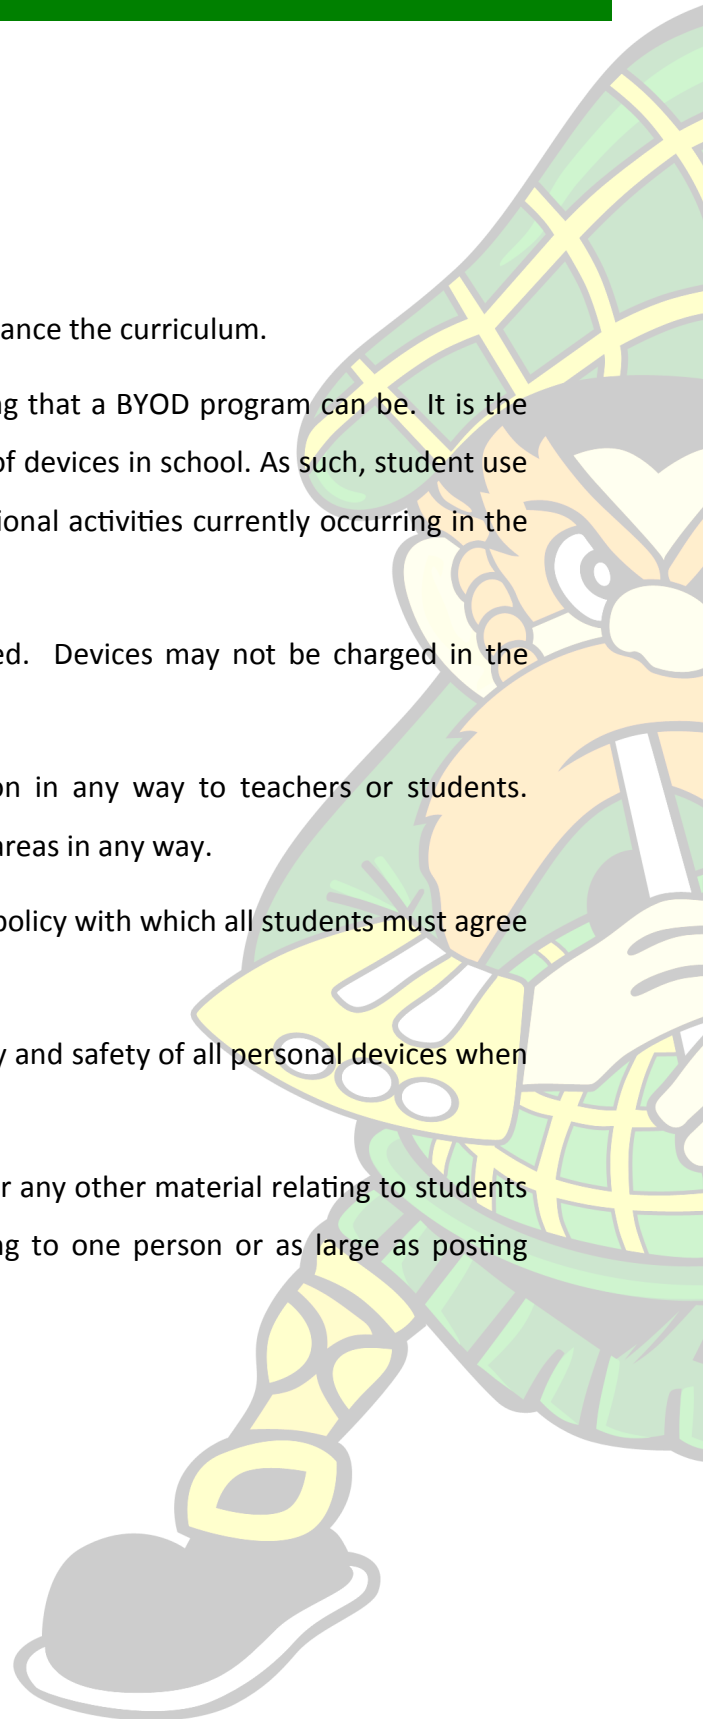 ance the curriculum.
ng that a BYOD program can be. It is the
of devices in school. As such, student use
ional activities currently occurring in the
ed. Devices may not be charged in the
on in any way to teachers or students.
areas in any way.
policy with which all students must agree
y and safety of all personal devices when
r any other material relating to students
ng to one person or as large as posting